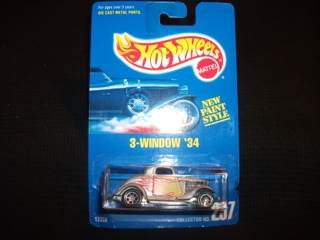 For ages over 3 years
DIE CAST METAL PARTS.
Hot Wheels
MATTEL
NEW
PAINT
STYLE
3-WINDOW '34
COLLECTOR NO.
237